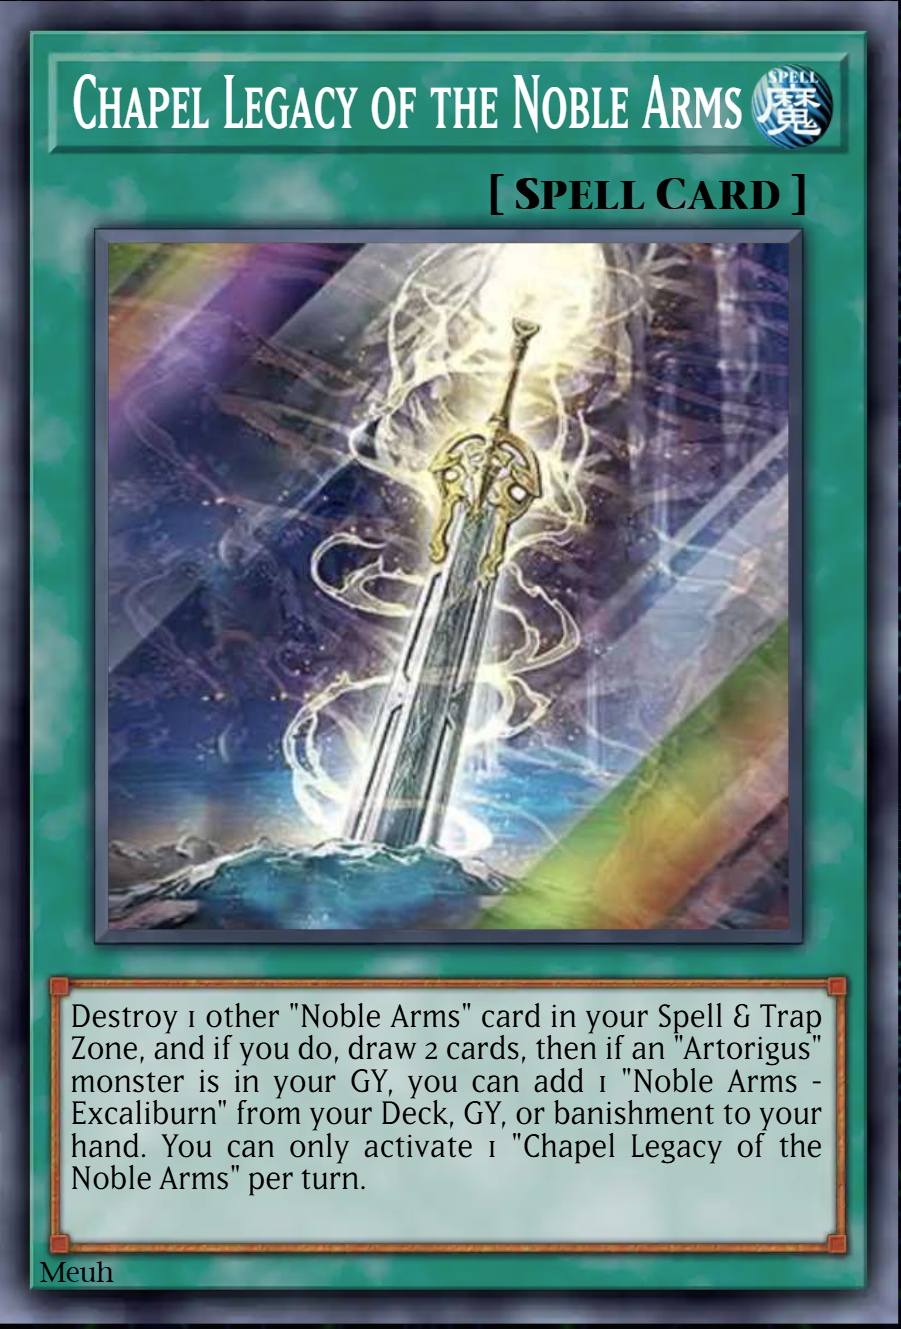 Chapel Legacy of the Noble Arms
SPELL
魔
[ Spell Card ]
Destroy 1 other "Noble Arms" card in your Spell & Trap
Zone, and if you do, draw 2 cards, then if an "Artorigus"
monster is in your GY, you can add 1 "Noble Arms -
Excaliburn" from your Deck, GY, or banishment to your
hand. You can only activate 1 "Chapel Legacy of the
Noble Arms" per turn.
Meuh